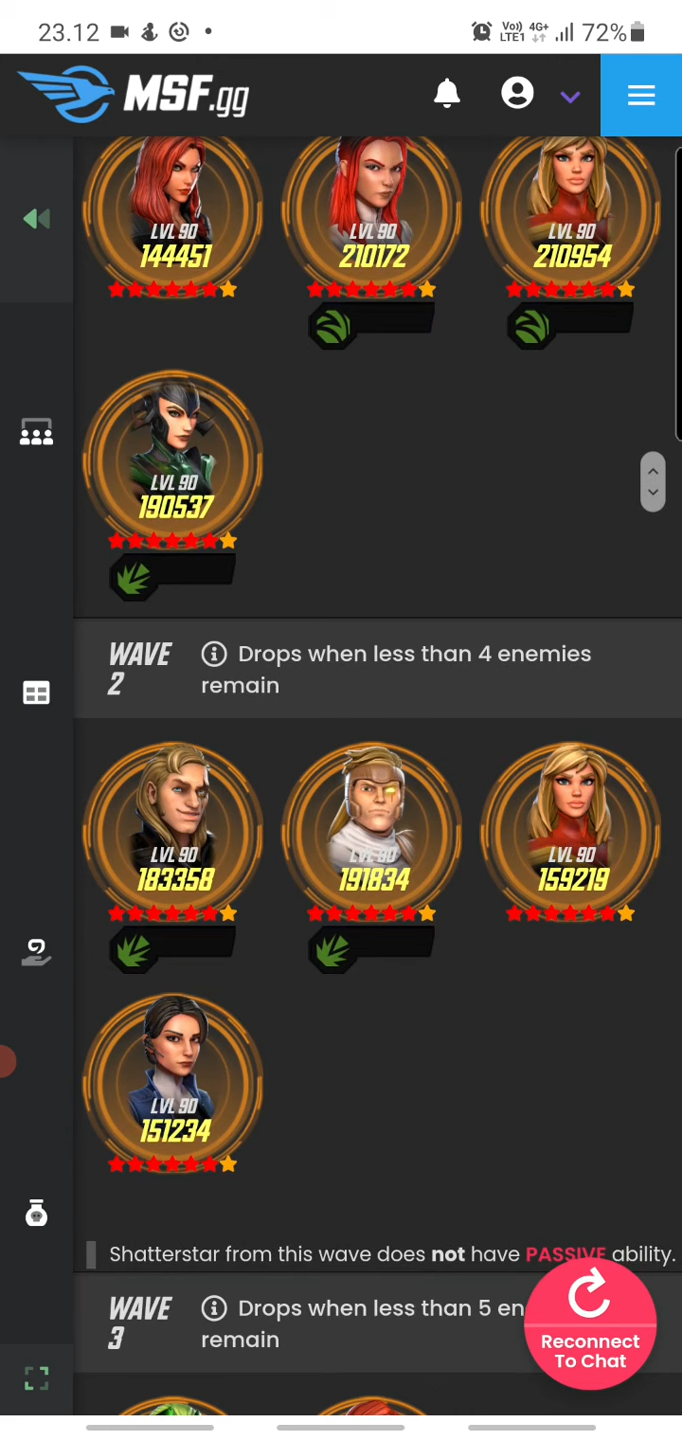 23.12 Vo) LTE1 4G+ 72%
MSF.gg
LVL 90 LVL 90 LVL 90
144451 210172 210954
LVL 90
190537
WAVE 2
Drops when less than 4 enemies
remain
LVL 90 LVL 90 LVL 90
183358 191834 159219
LVL 90
151234
Shatterstar from this wave does not have PASSIVE ability.
WAVE 3
Drops when less than 5 en
remain
Reconnect
To Chat